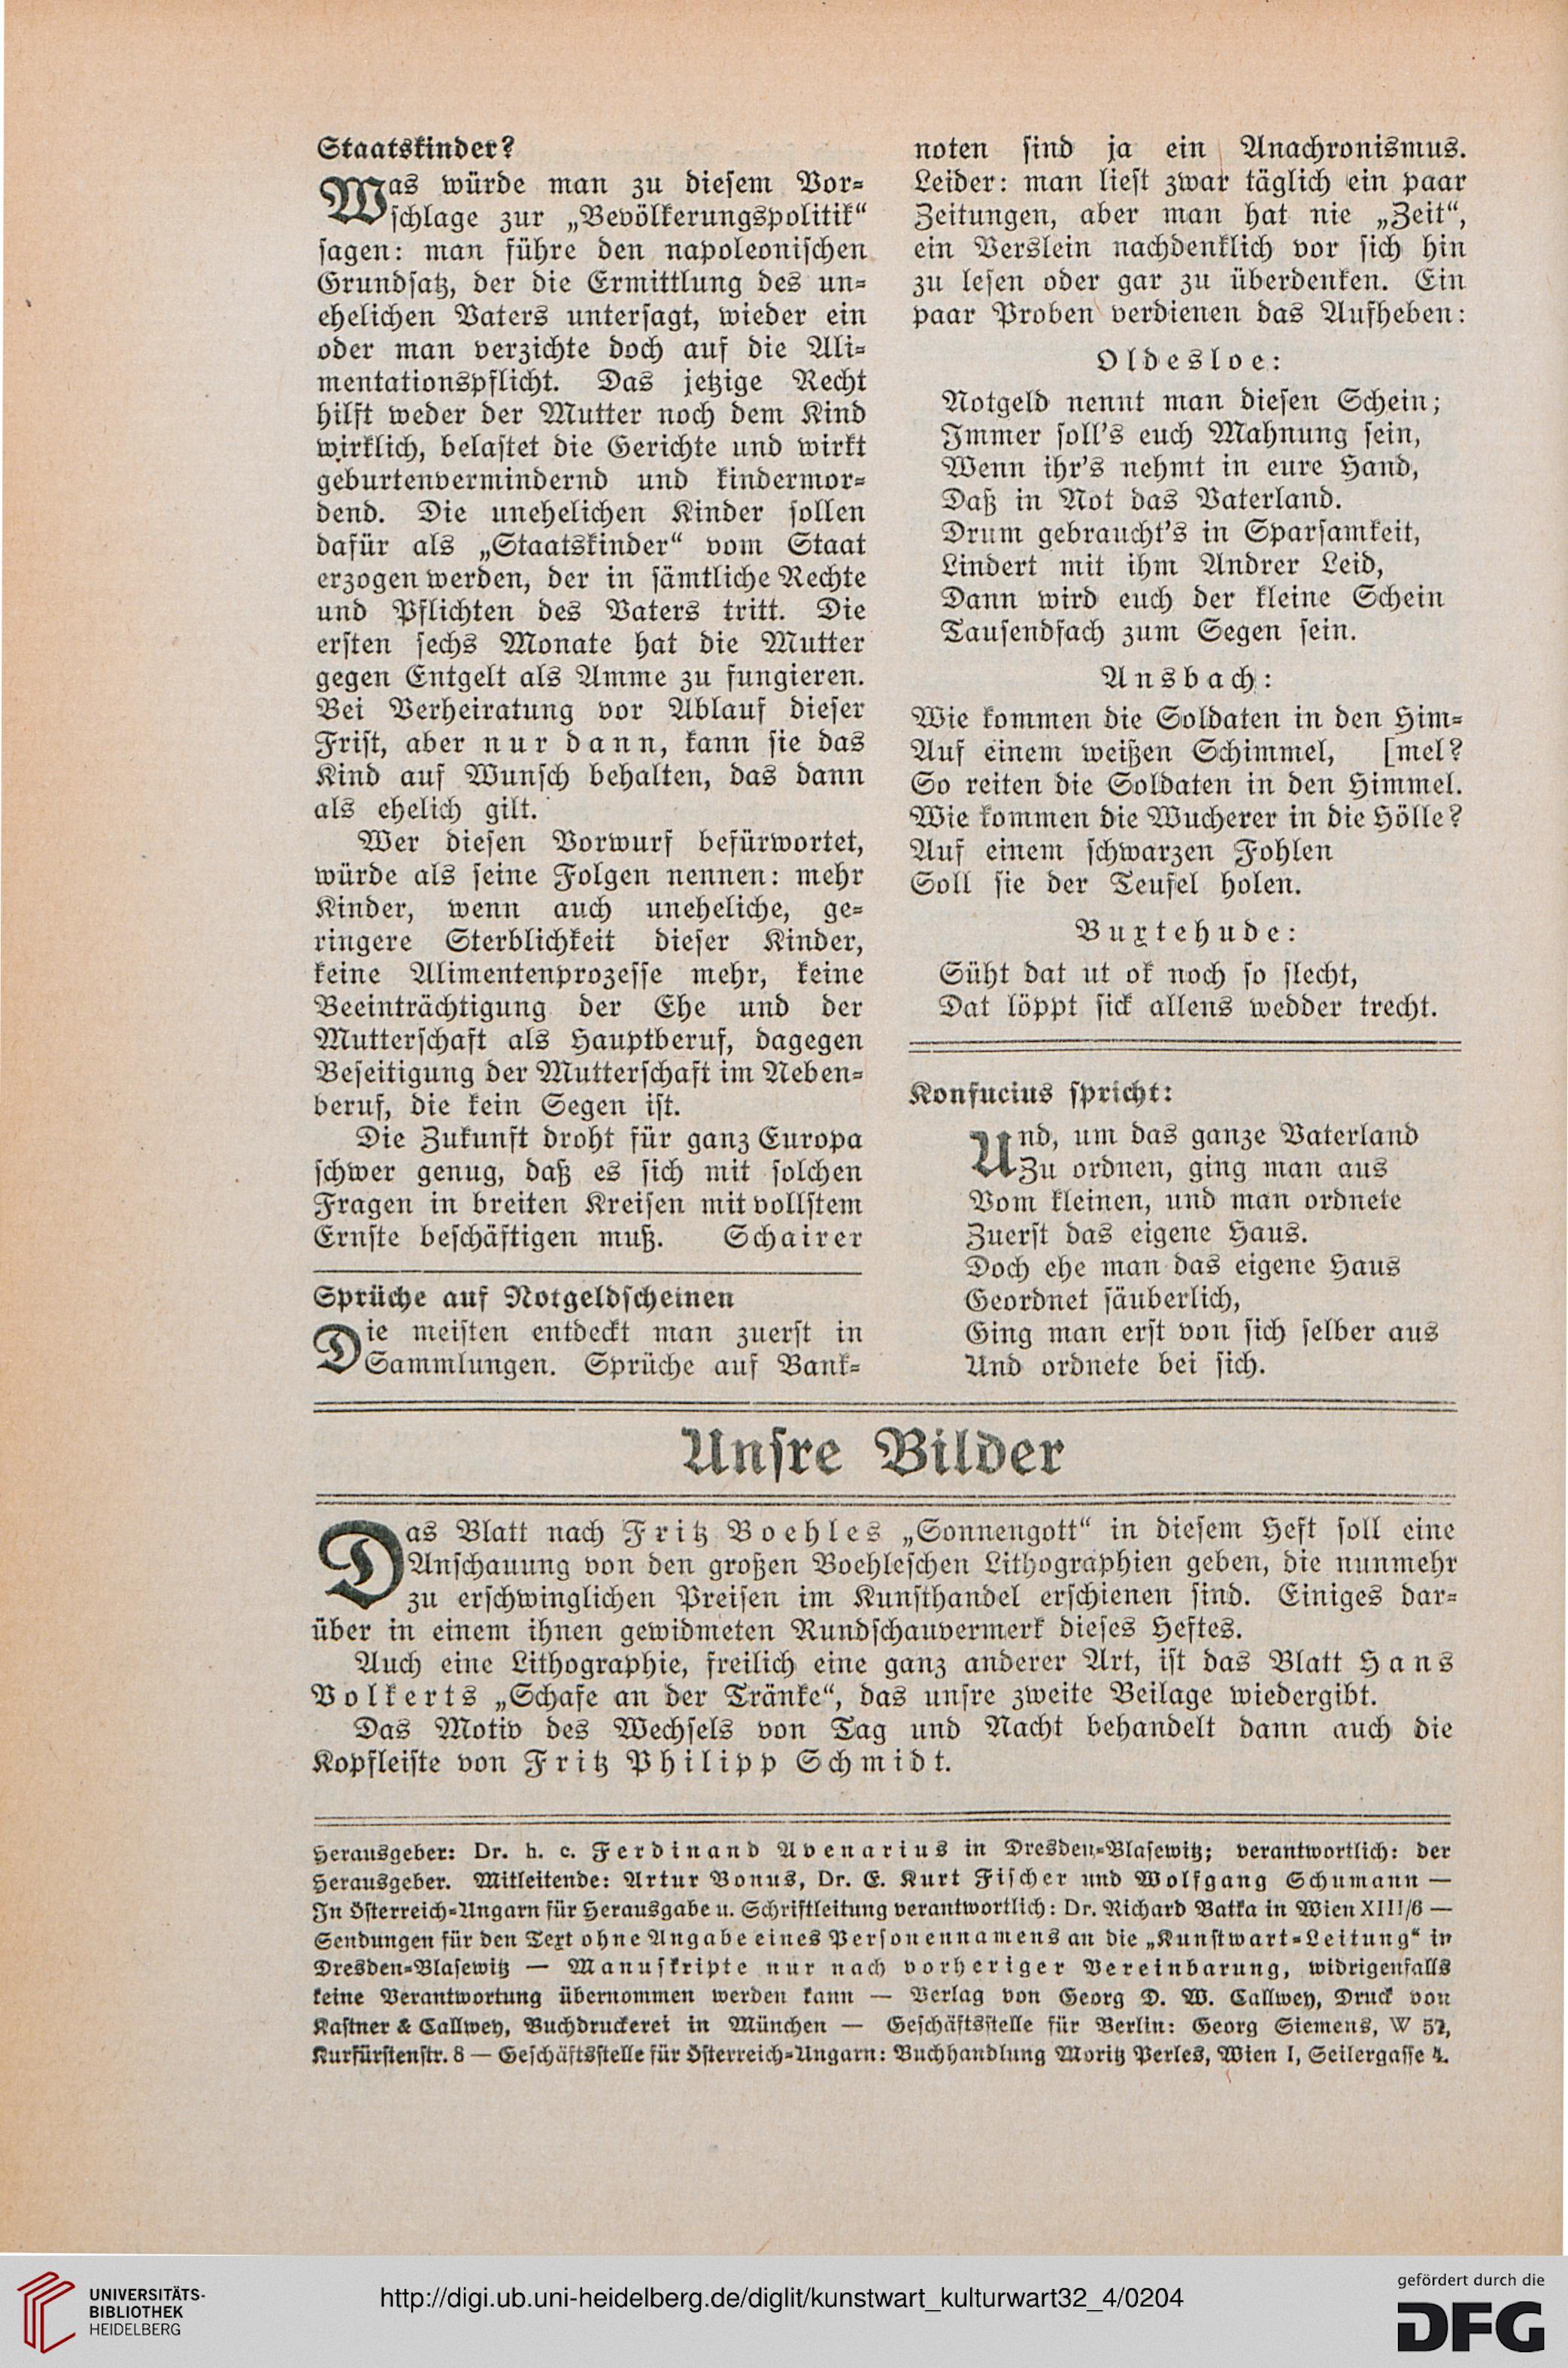 Staatskinder?
Was würde man zu diesem Vor-
schlage zur „Bevölkerungspolitik“
sagen: man führe den napoleonischen
Grundsatz, der die Ermittlung des un-
ehelichen Vaters untersagt, wieder ein
oder man verzichte doch auf die Ali-
mentationspflicht. Das jetzige Recht
hilft weder der Mutter noch dem Kind
wirklich, belastet die Gerichte und wirkt
geburtenvermindernd und kindermor-
dend. Die unehelichen Kinder sollen
dafür als „Staatskinder“ vom Staat
erzogen werden, der in sämtliche Rechte
und Pflichten des Vaters tritt. Die
ersten sechs Monate hat die Mutter
gegen Entgelt als Amme zu fungieren.
Bei Verheiratung vor Ablauf dieser
Frist, aber nur dann, kann sie das
Kind auf Wunsch behalten, das dann
als ehelich gilt.
Wer diesen Vorwurf befürwortet,
würde als seine Folgen nennen: mehr
Kinder, wenn auch uneheliche, ge-
ringere Sterblichkeit dieser Kinder,
keine Alimentenprozesse mehr, keine
Beeinträchtigung der Ehe und der
Mutterschaft als Hauptberuf, dagegen
Beseitigung der Mutterschaft im Neben-
beruf, die kein Segen ist.
Die Zukunft droht für ganz Europa
schwer genug, daß es sich mit solchen
Fragen in breiten Kreisen mit vollstem
Ernste beschäftigen muß. Schairer
Sprüche auf Notgeldscheinen
Die meisten entdeckt man zuerst in
Sammlungen. Sprüche auf Bank-
noten sind ja ein Anachronismus.
Leider: man liest zwar täglich ein paar
Zeitungen, aber man hat nie „Zeit“,
ein Verslein nachdenklich vor sich hin
zu lesen oder gar zu überdenken. Ein
paar Proben verdienen das Aufheben:
Oldesloe:
Notgeld nennt man diesen Schein;
Immer soll's euch Mahnung sein,
Wenn ihr's nehmt in eure Hand,
Daß in Not das Vaterland.
Drum gebraucht's in Sparsamkeit,
Lindert mit ihm Andrer Leid,
Dann wird euch der kleine Schein
Tausendfach zum Segen sein.
Ansbach:
Wie kommen die Soldaten in den Him-
Auf einem weißen Schimmel, [mel?
So reiten die Soldaten in den Himmel.
Wie kommen die Wucherer in die Hölle?
Auf einem schwarzen Fohlen
Soll sie der Teufel holen.
Buxtehude:
Süht dat ut ok noch so slecht,
Dat löppt sick allens wedder trecht.
Konfucius spricht:
Und, um das ganze Vaterland
Zu ordnen, ging man aus
Vom kleinen, und man ordnete
Zuerst das eigene Haus.
Doch ehe man das eigene Haus
Geordnet säuberlich,
Ging man erst von sich selber aus
Und ordnete bei sich.
Unsre Bilder
Das Blatt nach Fritz Boehles „Sonnengott“ in diesem Heft soll eine
Anschauung von den großen Boehleschen Lithographien geben, die nunmehr
zu erschwinglichen Preisen im Kunsthandel erschienen sind. Einiges dar-
über in einem ihnen gewidmeten Rundschauvermerk dieses Heftes.
Auch eine Lithographie, freilich eine ganz anderer Art, ist das Blatt Hans
Volkerts „Schafe an der Tränke“, das unsre zweite Beilage wiedergibt.
Das Motiv des Wechsels von Tag und Nacht behandelt dann auch die
Kopfleiste von Fritz Philipp Schmidt.
Herausgeber: Dr. h. c. Ferdinand Avenarius in Dresden-Blasewitz; verantwortlich: der
Herausgeber. Mitleitende: Artur Bonus, Dr. E. Kurt Fischer und Wolfgang Schumann —
In Österreich-Ungarn für Herausgabe u. Schriftleitung verantwortlich: Dr. Richard Batka in Wien XIII/6 —
Sendungen für den Text ohne Angabe eines Personennamens an die „Kunstwart-Leitung“ in
Dresden-Blasewitz — Manuskripte nur nach vorheriger Vereinbarung, widrigenfalls
keine Verantwortung übernommen werden kann — Verlag von Georg D. W. Callwey, Druck von
Kastner & Callwey, Buchdruckerei in München — Geschäftsstelle für Berlin: Georg Siemens, W 57,
Kurfürstenstr. 8 — Geschäftsstelle für Österreich-Ungarn: Buchhandlung Moritz Perles, Wien I, Seilergasse 4.
UNIVERSITÄTS-
BIBLIOTHEK
HEIDELBERG
http://digi.ub.uni-heidelberg.de/diglit/kunstwart_kulturwart32_4/0204
gefördert durch die
DFG